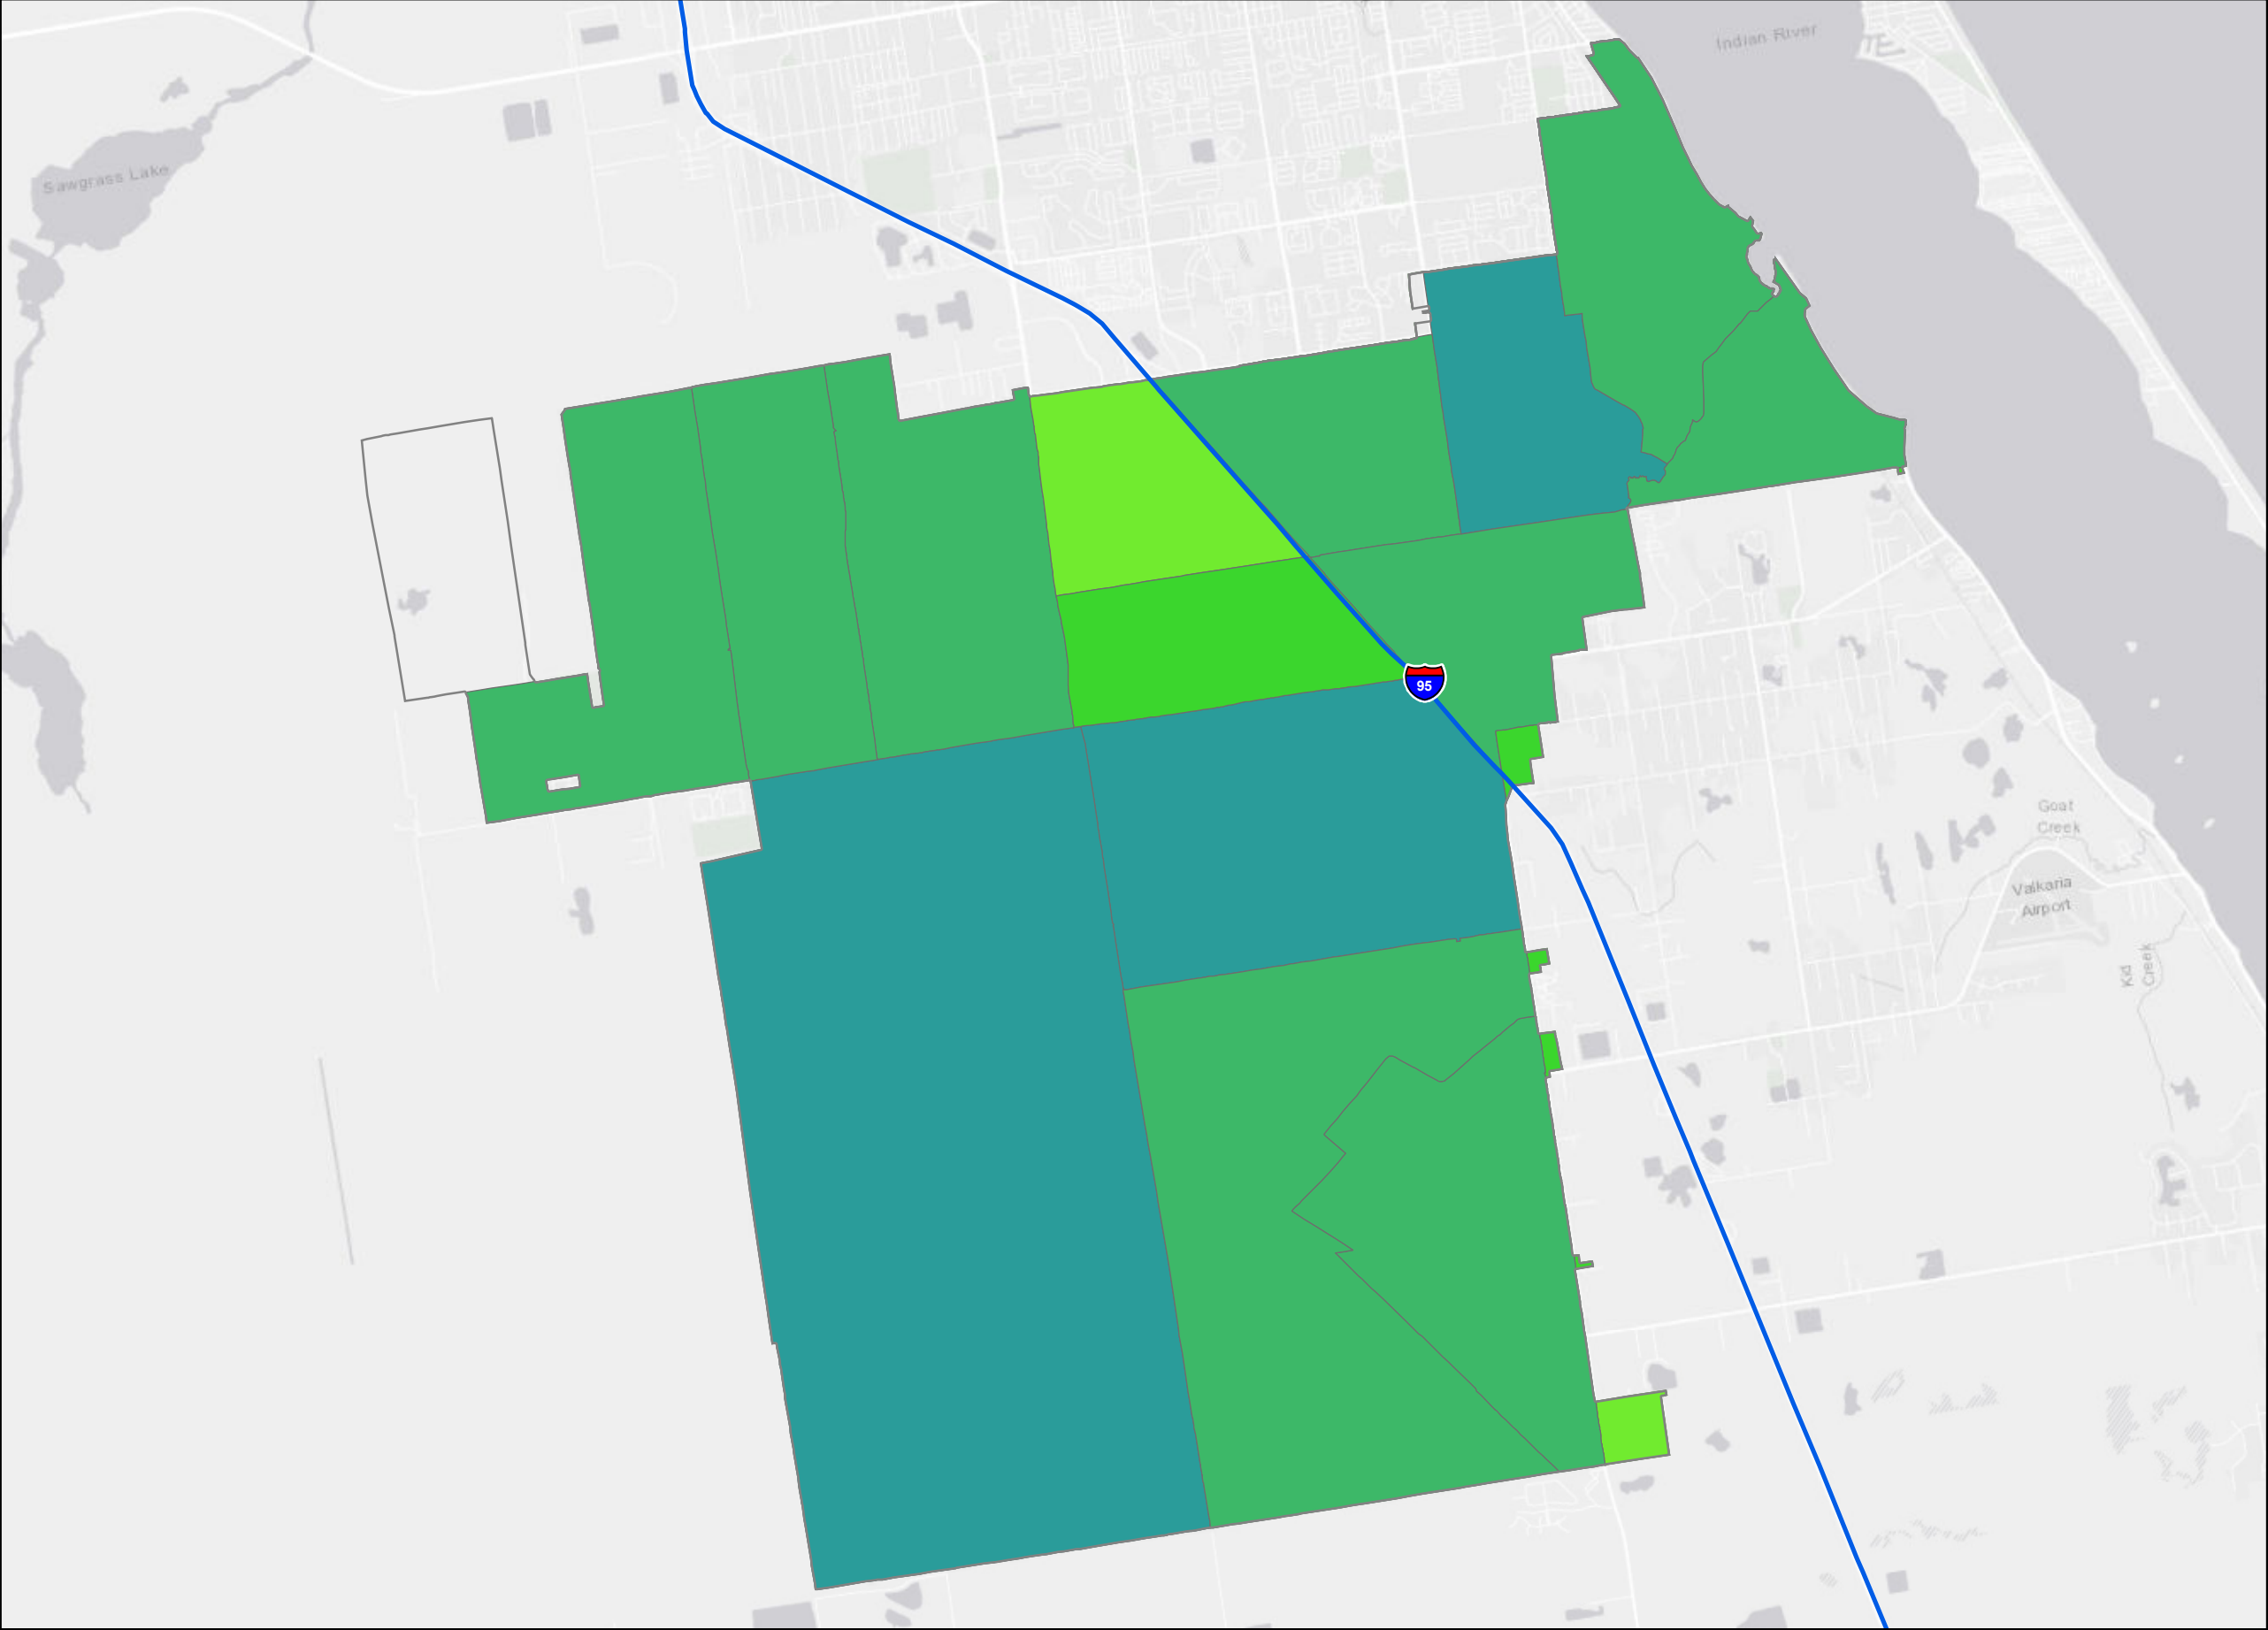 Indian River
Sawgrass Lake
95
Goat
Creek
Valkaria
Airport
Kid
Creek